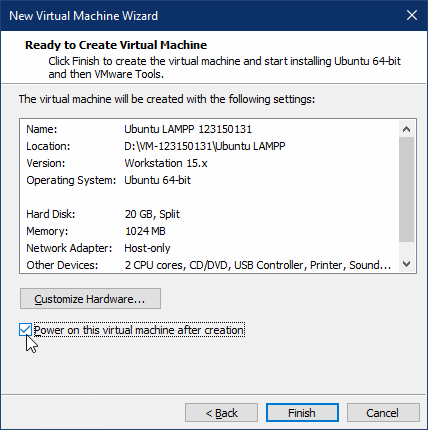 New Virtual Machine Wizard
Ready to Create Virtual Machine
Click Finish to create the virtual machine and start installing Ubuntu 64-bit
and then VMware Tools.
The virtual machine will be created with the following settings:
Name: Ubuntu LAMPP 123150131
Location: D:\VM-123150131\Ubuntu LAMPP
Version: Workstation 15.x
Operating System: Ubuntu 64-bit
Hard Disk: 20 GB, Split
Memory: 1024 MB
Network Adapter: Host-only
Other Devices: 2 CPU cores, CD/DVD, USB Controller, Printer, Soun...
Customize Hardware...
Power on this virtual machine after creation
< Back Finish Cancel